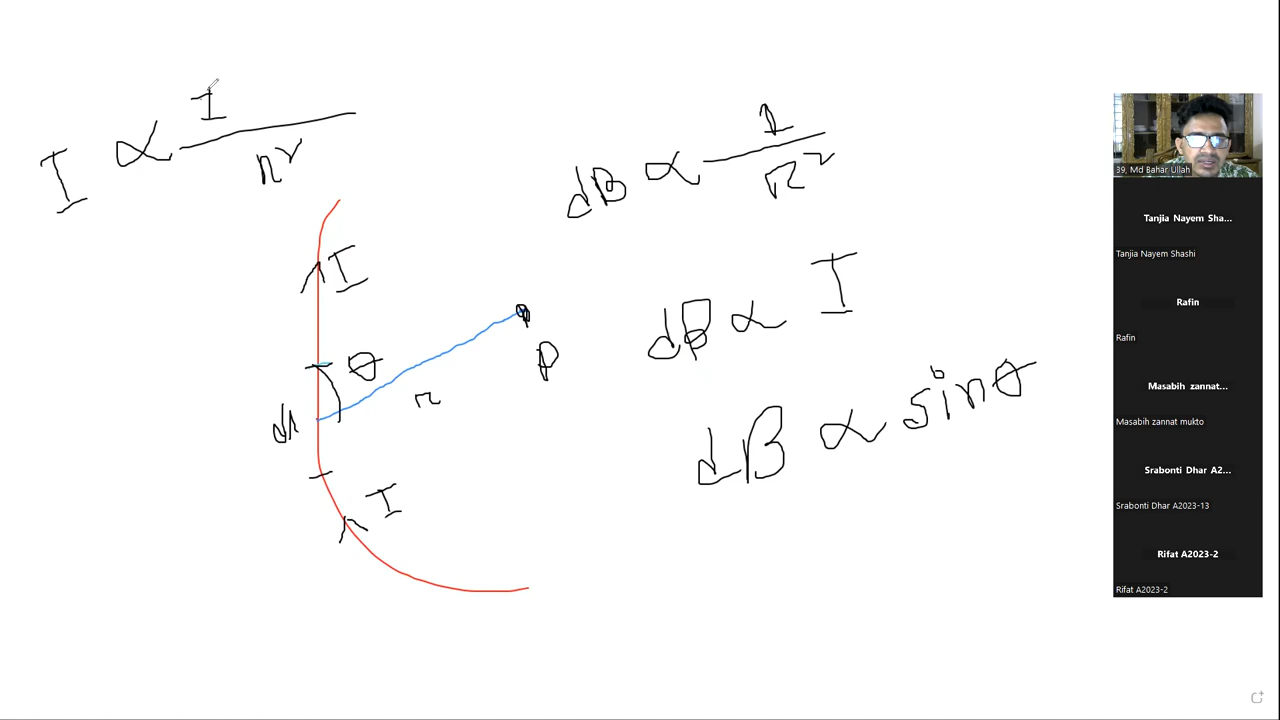 I ∝ 1/r²
dB ∝ 1/r²
I
dB ∝ I
θ
P
r
dl
dB ∝ sinθ
I
39, Md Bahar Ullah
Tanjia Nayem Sha...
Tanjia Nayem Shashi
Rafin
Rafin
Masabih zannat...
Masabih zannat mukto
Srabonti Dhar A2...
Srabonti Dhar A2023-13
Rifat A2023-2
Rifat A2023-2